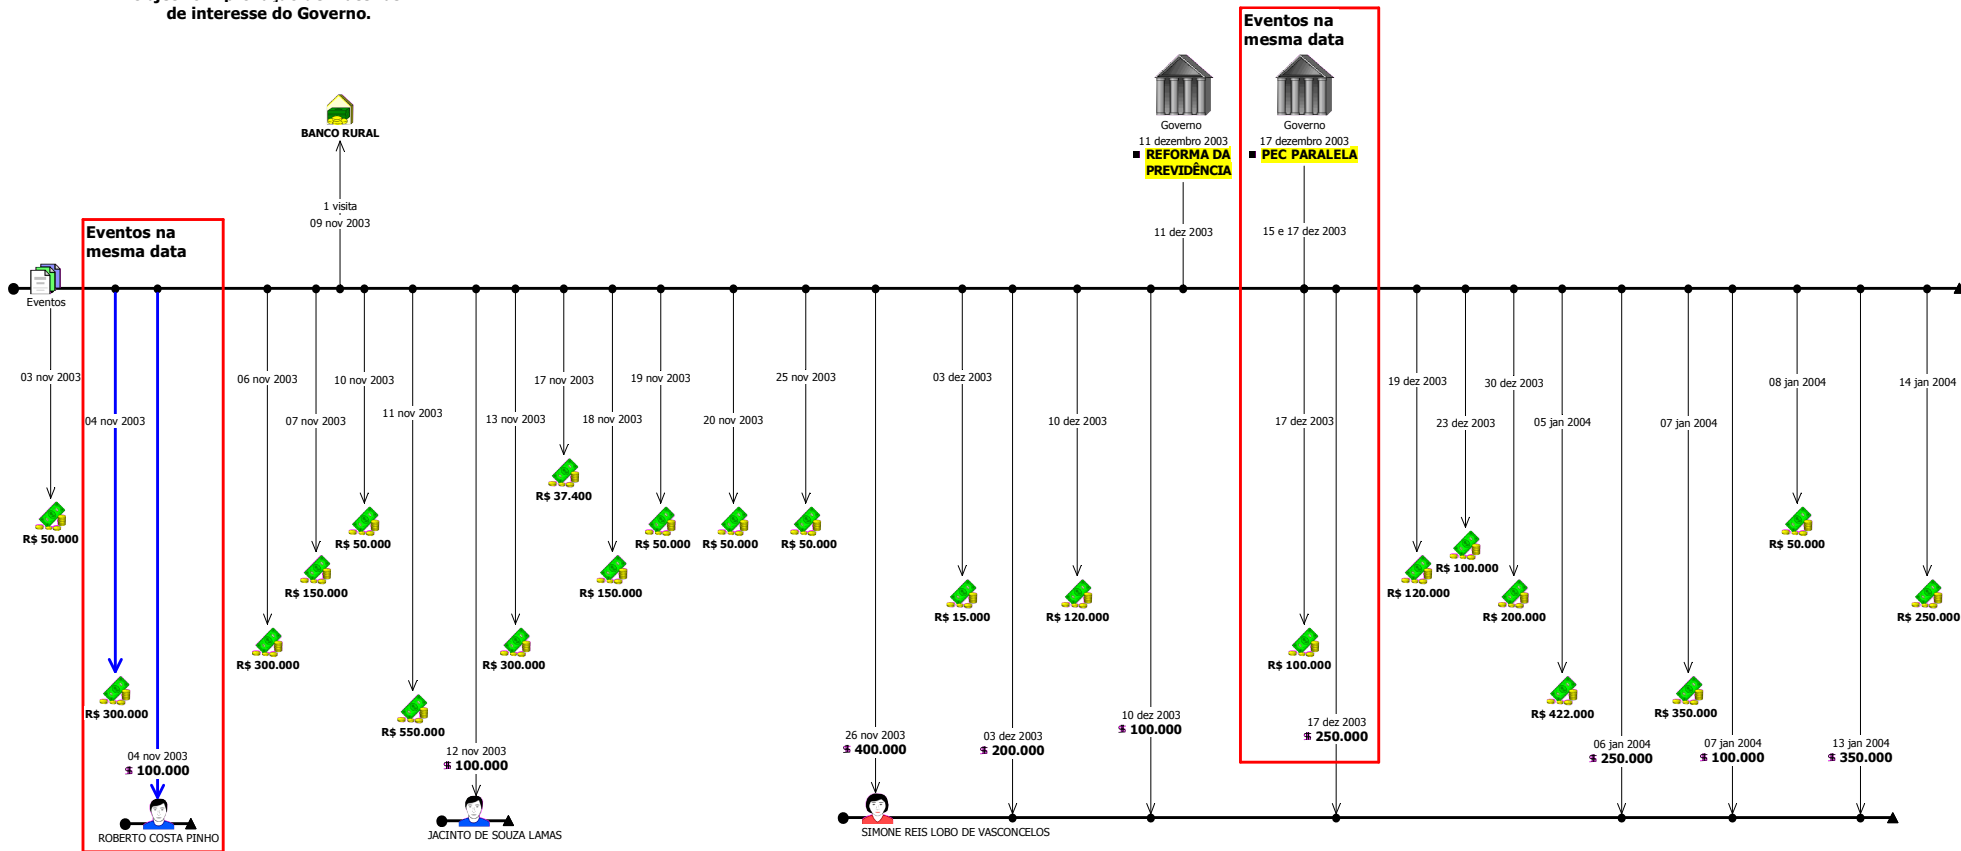 de interesse do Governo.
Eventos na
mesma data
Governo
11 dezembro 2003
REFORMA DA
PREVIDÊNCIA
Governo
17 dezembro 2003
PEC PARALELA
BANCO RURAL
1 visita
09 nov 2003
11 dez 2003
15 e 17 dez 2003
Eventos na
mesma data
Eventos
03 nov 2003
R$ 50.000
04 nov 2003
R$ 300.000
04 nov 2003
$ 100.000
ROBERTO COSTA PINHO
06 nov 2003
R$ 300.000
07 nov 2003
R$ 150.000
10 nov 2003
R$ 50.000
11 nov 2003
R$ 550.000
12 nov 2003
$ 100.000
JACINTO DE SOUZA LAMAS
13 nov 2003
R$ 300.000
17 nov 2003
R$ 37.400
18 nov 2003
R$ 150.000
19 nov 2003
R$ 50.000
20 nov 2003
R$ 50.000
25 nov 2003
R$ 50.000
26 nov 2003
$ 400.000
SIMONE REIS LOBO DE VASCONCELOS
03 dez 2003
R$ 15.000
03 dez 2003
$ 200.000
10 dez 2003
R$ 120.000
10 dez 2003
$ 100.000
17 dez 2003
R$ 100.000
17 dez 2003
$ 250.000
19 dez 2003
R$ 120.000
23 dez 2003
R$ 100.000
30 dez 2003
R$ 200.000
05 jan 2004
R$ 422.000
06 jan 2004
$ 250.000
07 jan 2004
R$ 350.000
07 jan 2004
$ 100.000
08 jan 2004
R$ 50.000
13 jan 2004
$ 350.000
14 jan 2004
R$ 250.000